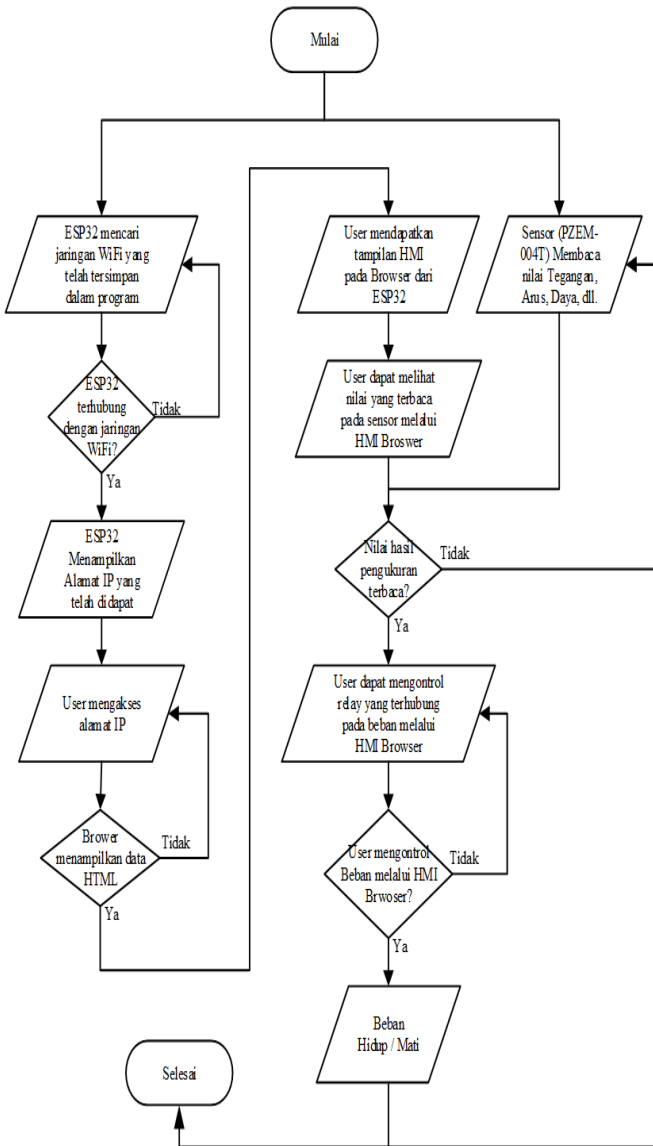 Mulai
ESP32 mencari
jaringan WiFi yang
telah tersimpan
dalam program
ESP32
terhubung
dengan jaringan
WiFi?
Tidak
Ya
ESP32
Menampilkan
Alamat IP yang
telah didapat
User mengakses
alamat IP
Brower
menampilkan data
HTML
Tidak
Ya
User mendapatkan
tampilan HMI
pada Browser dari
ESP32
User dapat melihat
nilai yang terbaca
pada sensor melalui
HMI Broswer
Sensor (PZEM-
004T) Membaca
nilai Tegangan,
Arus, Daya, dll.
Nilai hasil
pengukuran
terbaca?
Tidak
Ya
User dapat mengontrol
relay yang terhubung
pada beban melalui
HMI Browser
User mengontrol
Beban melalui HMI
Brwoser?
Tidak
Ya
Beban
Hidup / Mati
Selesai